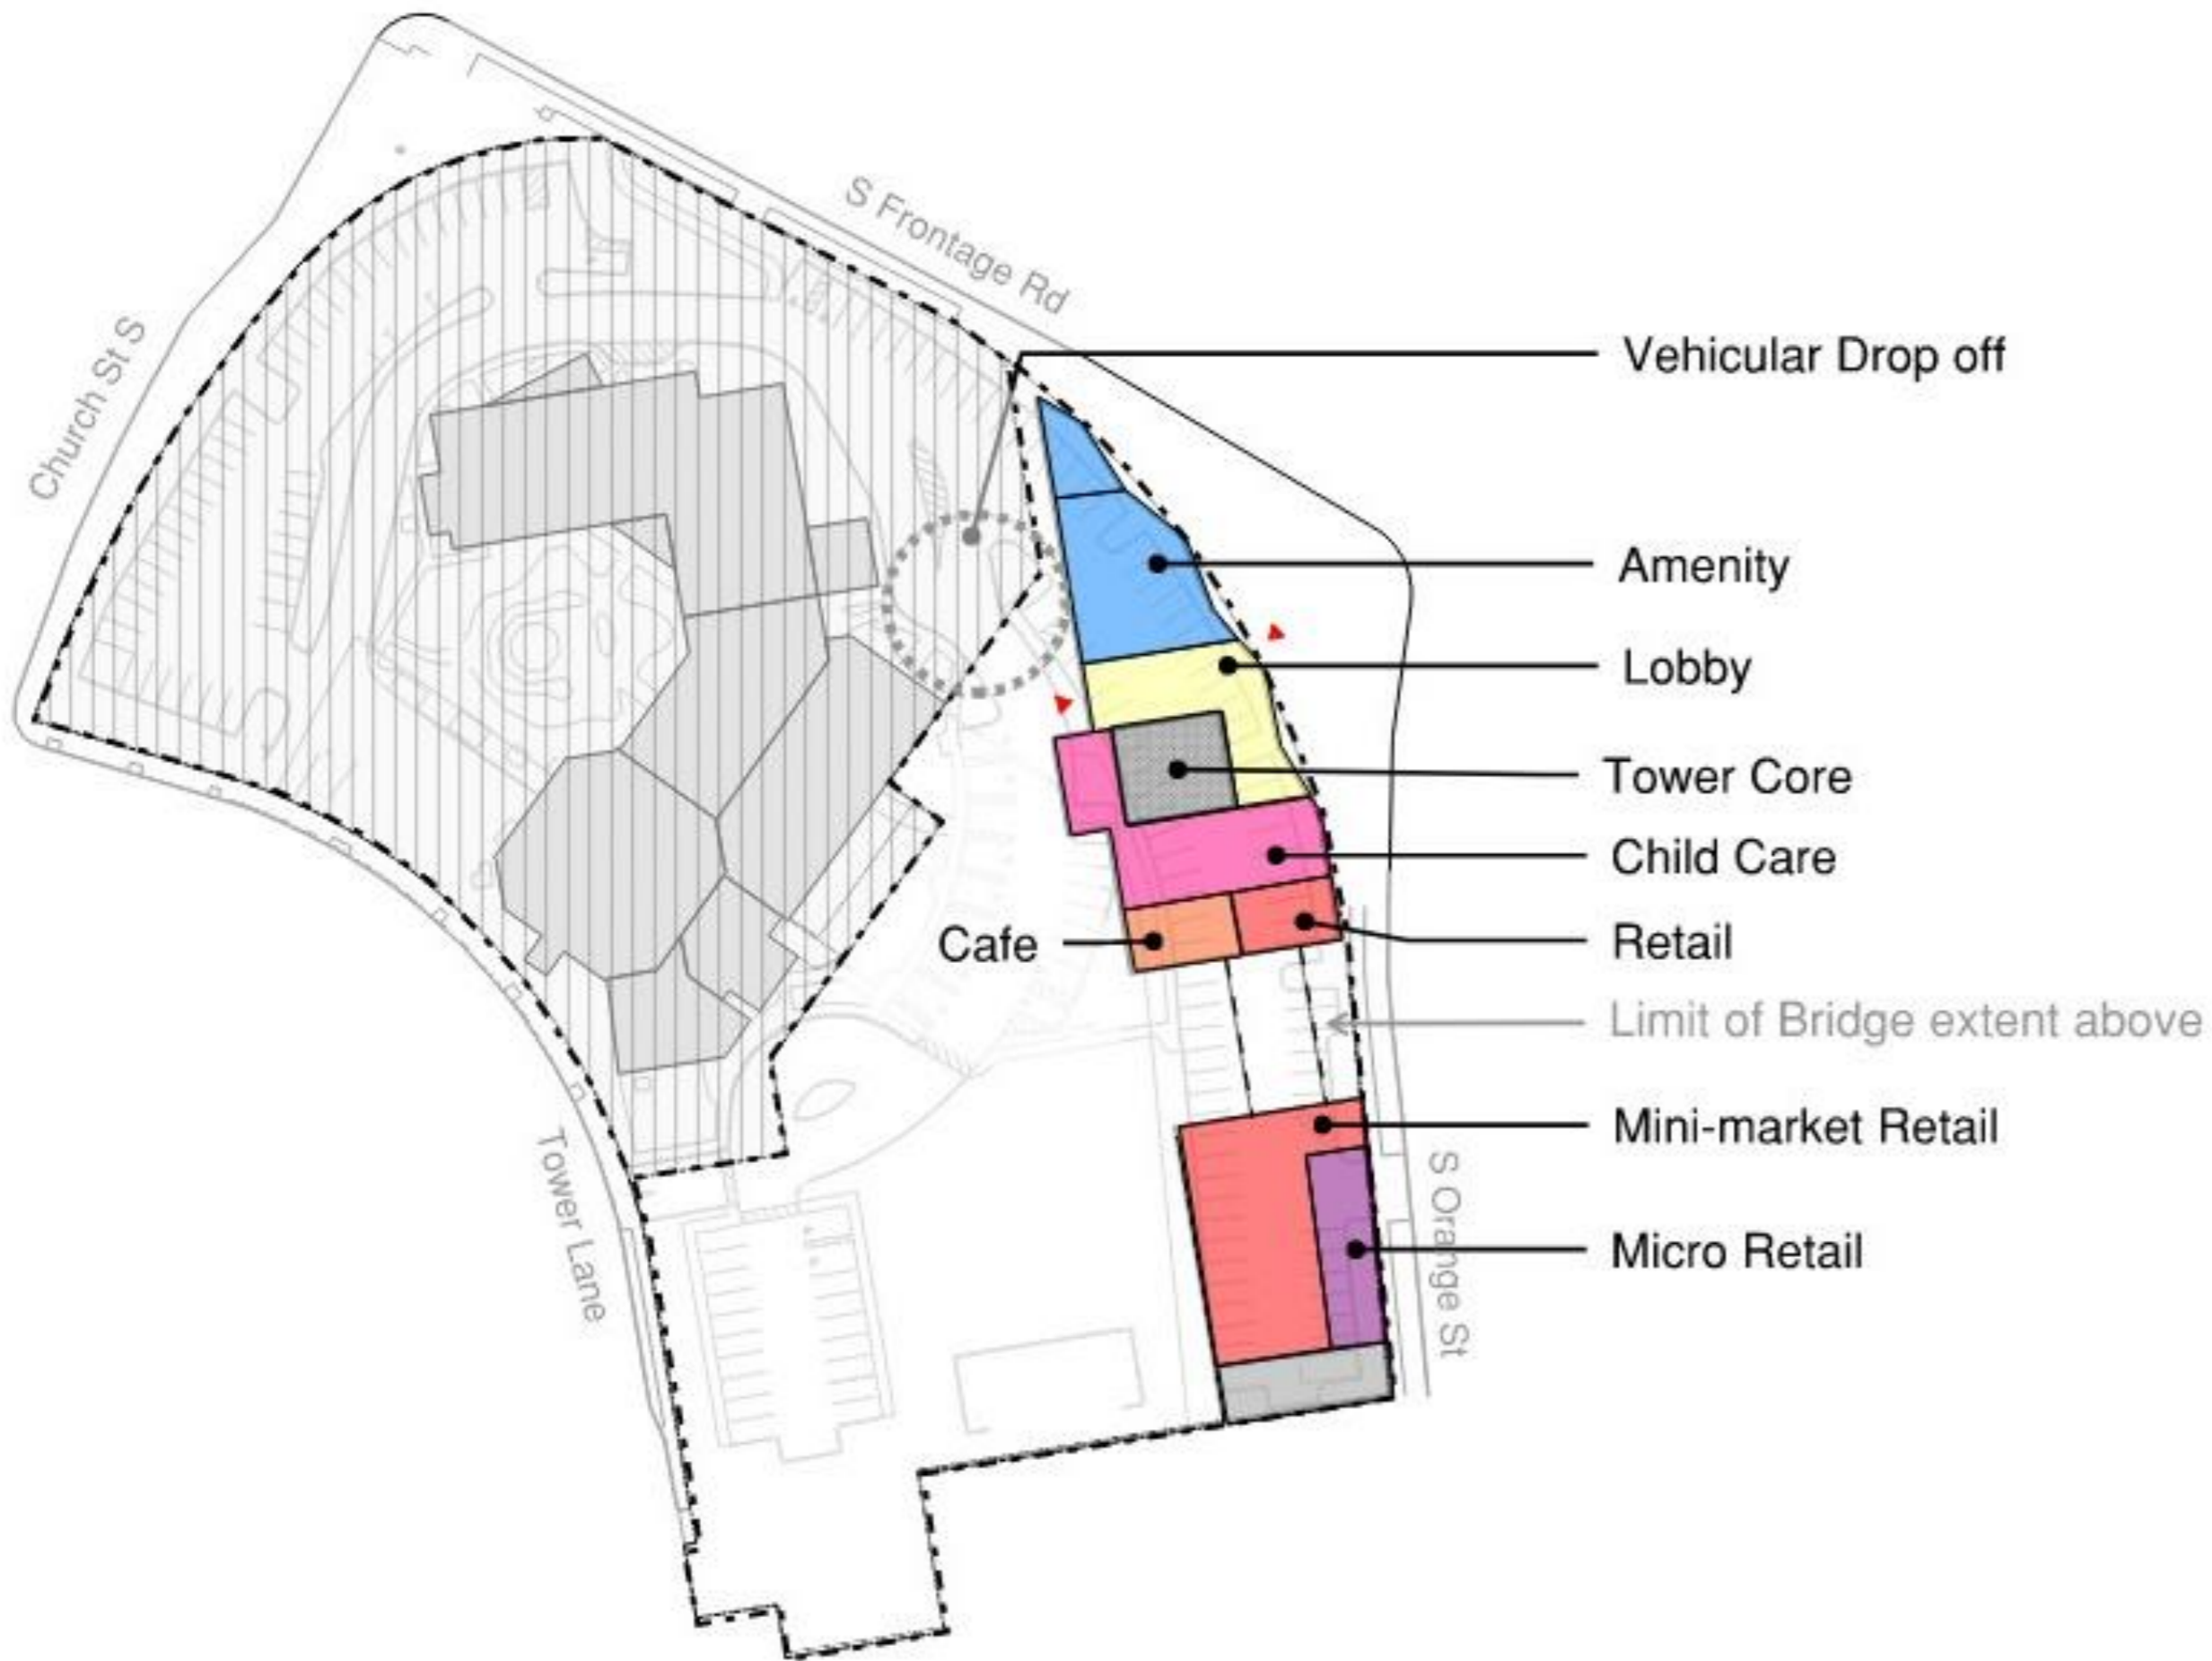 S Frontage Rd
Church St S
Vehicular Drop off
Amenity
Lobby
Tower Core
Child Care
Cafe
Retail
Limit of Bridge extent above
Mini-market Retail
Tower Lane
S Orange St
Micro Retail